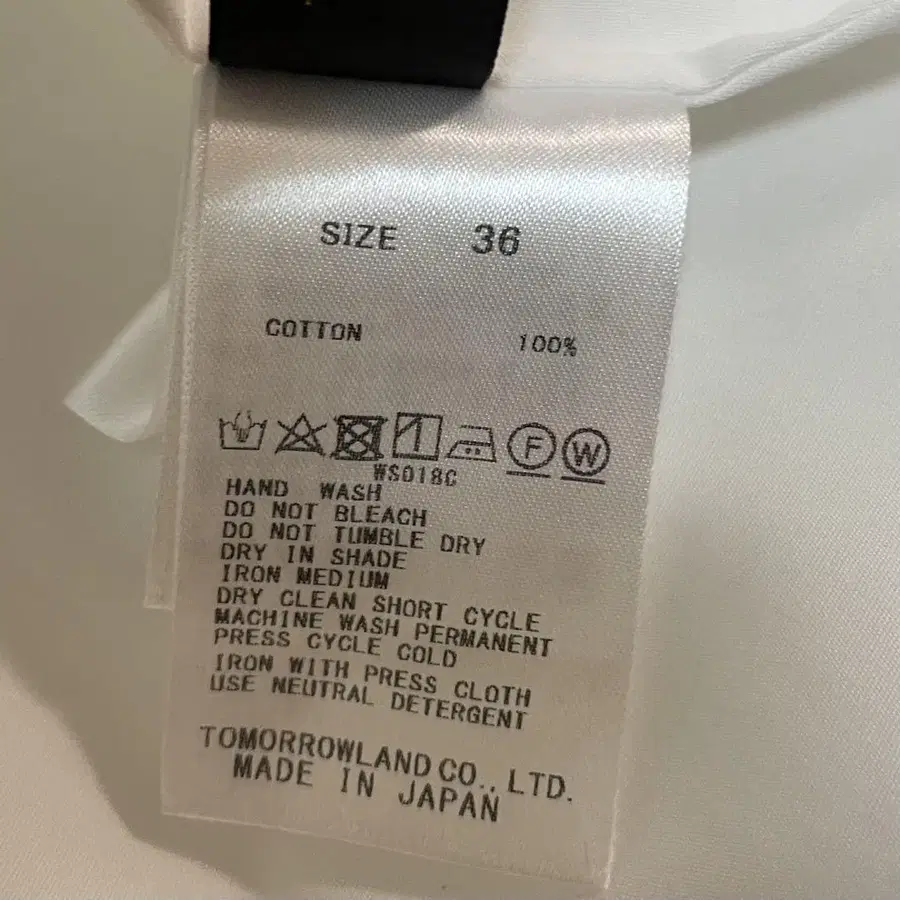 SIZE 36
COTTON 100%
F W
WS018C
HAND WASH
DO NOT BLEACH
DO NOT TUMBLE DRY
DRY IN SHADE
IRON MEDIUM
DRY CLEAN SHORT CYCLE
MACHINE WASH PERMANENT
PRESS CYCLE COLD
IRON WITH PRESS CLOTH
USE NEUTRAL DETERGENT
TOMORROWLAND CO., LTD.
MADE IN JAPAN